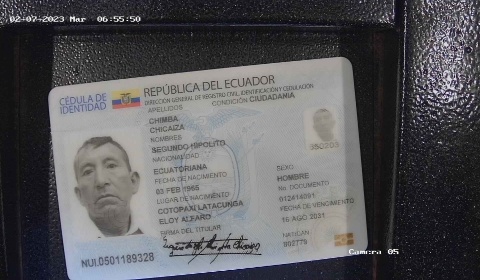 02-07-2023 Mar 06:55:50
CÉDULA DE IDENTIDAD
REPÚBLICA DEL ECUADOR
DIRECCIÓN GENERAL DE REGISTRO CIVIL, IDENTIFICACIÓN Y CEDULACIÓN
APELLIDOS
CONDICIÓN CIUDADANÍA
CHIMBA
CHICAIZA
NOMBRES
SEGUNDO HIPOLITO
NACIONALIDAD
ECUATORIANA
FECHA DE NACIMIENTO
03 FEB 1966
LUGAR DE NACIMIENTO
COTOPAXI LATACUNGA
ELOY ALFARO
FIRMA DEL TITULAR
SEXO
HOMBRE
No. DOCUMENTO
012414091
FECHA DE VENCIMIENTO
16 AGO 2031
NAT/CAN
002779
NUI.0501189328
Camera 05